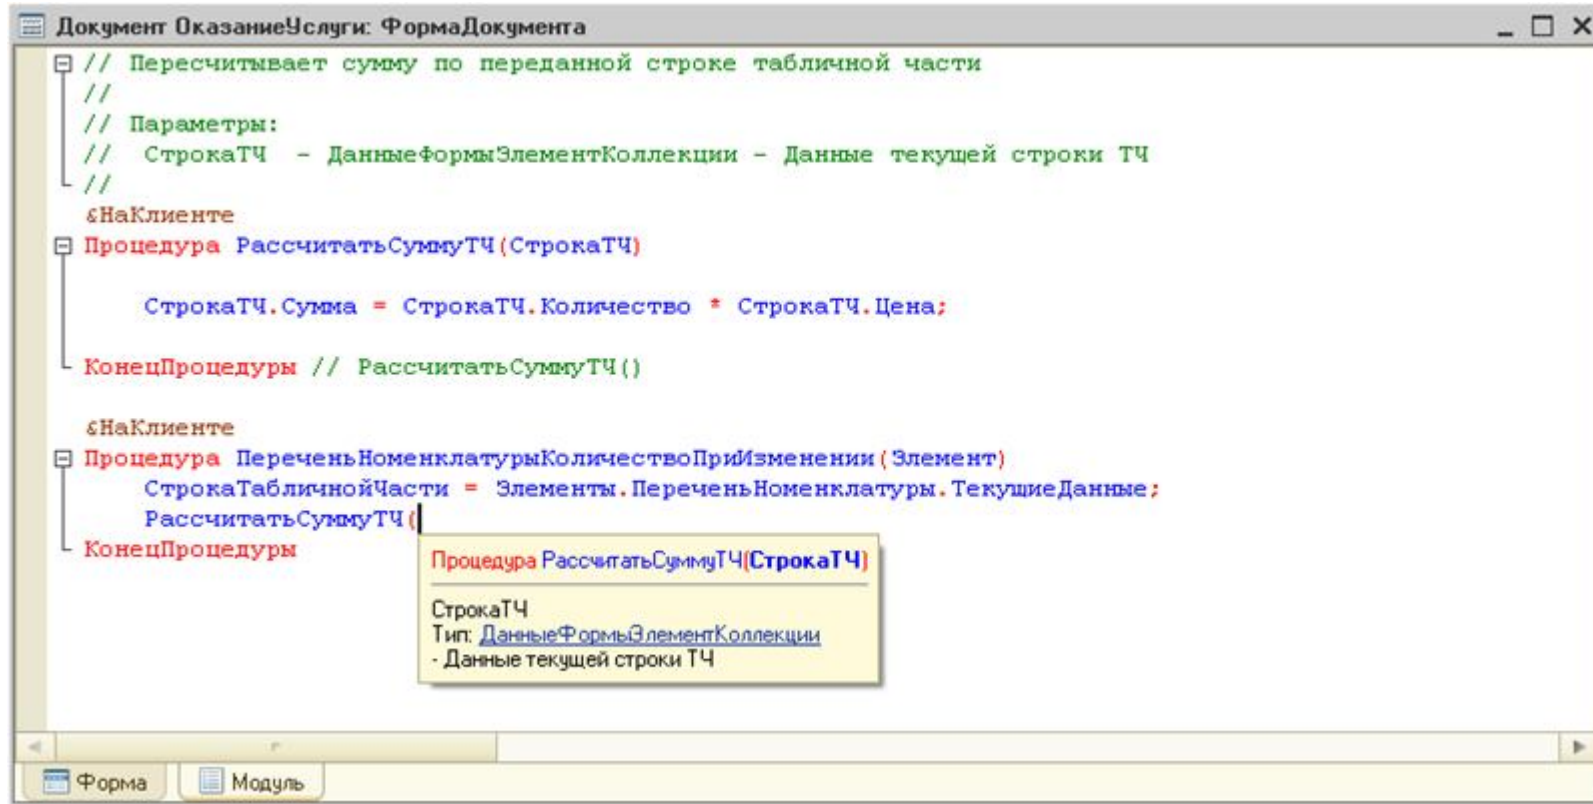 Документ ОказаниеУслуги: ФормаДокумента
// Пересчитывает сумму по переданной строке табличной части
//
// Параметры:
//  СтрокаТЧ  - ДанныеФормыЭлементКоллекции - Данные текущей строки ТЧ
//
&НаКлиенте
Процедура РассчитатьСуммуТЧ(СтрокаТЧ)
СтрокаТЧ.Сумма = СтрокаТЧ.Количество * СтрокаТЧ.Цена;
КонецПроцедуры // РассчитатьСуммуТЧ()
&НаКлиенте
Процедура ПереченьНоменклатурыКоличествоПриИзменении(Элемент)
СтрокаТабличнойЧасти = Элементы.ПереченьНоменклатуры.ТекущиеДанные;
РассчитатьСуммуТЧ(
КонецПроцедуры
Процедура РассчитатьСуммуТЧ(СтрокаТЧ)
СтрокаТЧ
Тип: ДанныеФормыЭлементКоллекции
- Данные текущей строки ТЧ
Форма
Модуль